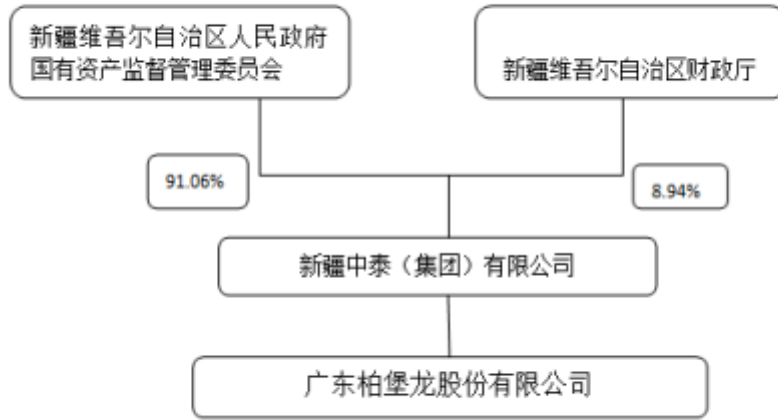 新疆维吾尔自治区人民政府
国有资产监督管理委员会
新疆维吾尔自治区财政厅
91.06%
8.94%
新疆中泰（集团）有限公司
广东柏堡龙股份有限公司